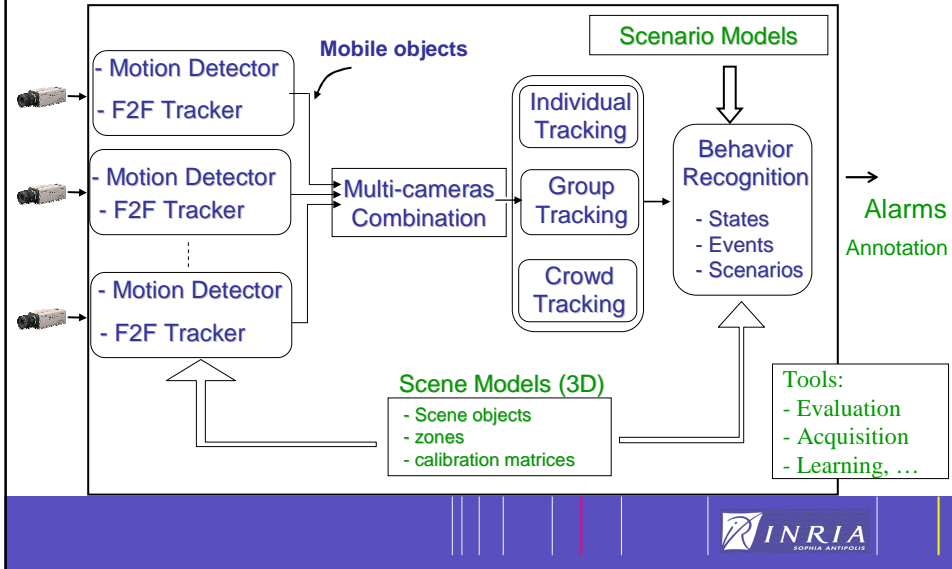 Scenario Models
Mobile objects
- Motion Detector
- F2F Tracker
- Motion Detector
- F2F Tracker
- Motion Detector
- F2F Tracker
Multi-cameras
Combination
Individual
Tracking
Group
Tracking
Crowd
Tracking
Behavior
Recognition
- States
- Events
- Scenarios
Alarms
Annotation
Scene Models (3D)
- Scene objects
- zones
- calibration matrices
Tools:
- Evaluation
- Acquisition
- Learning, …
INRIA
SOPHIA ANTIPOLIS